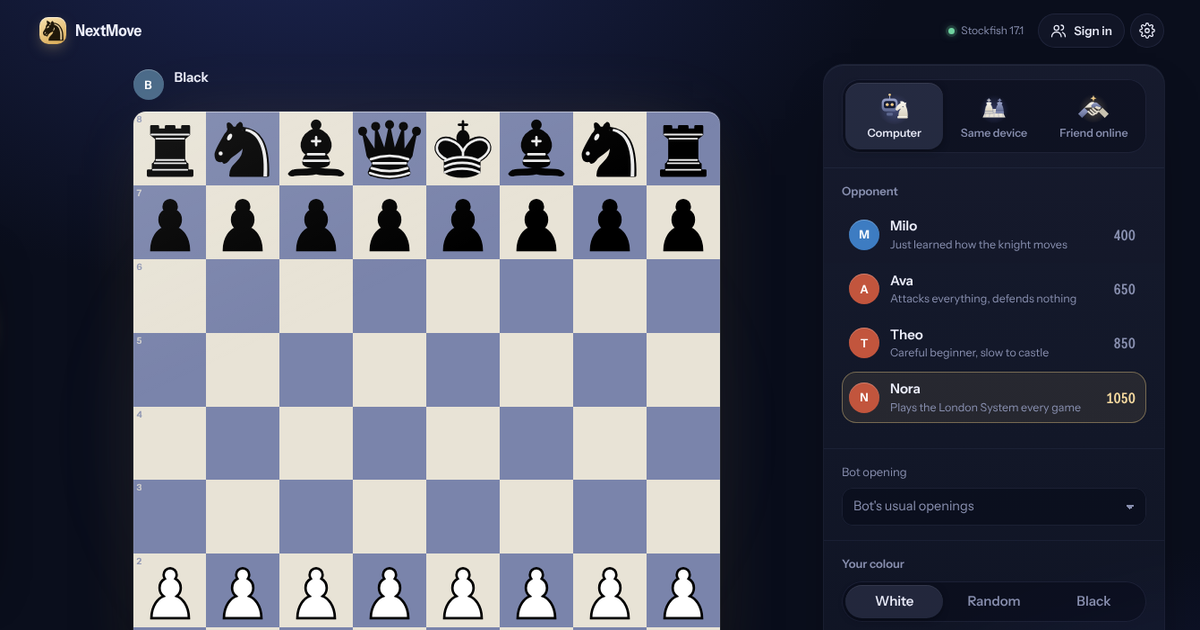 NextMove
Stockfish 17.1
Sign in
B
Black
8
7
6
5
4
3
2
Computer
Same device
Friend online
Opponent
M
Milo
Just learned how the knight moves
400
A
Ava
Attacks everything, defends nothing
650
T
Theo
Careful beginner, slow to castle
850
N
Nora
Plays the London System every game
1050
Bot opening
Bot's usual openings
Your colour
White
Random
Black